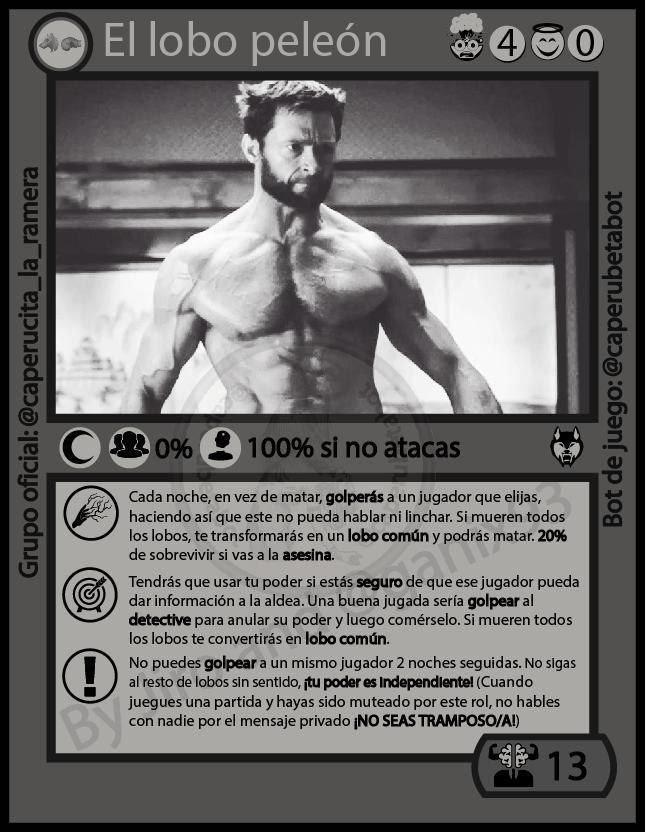 El lobo peleón
4
0
Grupo oficial: @caperucita_la_ramera
Bot de juego: @caperubetabot
0%
100% si no atacas
Cada noche, en vez de matar, golperás a un jugador que elijas,
haciendo así que este no pueda hablar ni linchar. Si mueren todos
los lobos, te transformarás en un lobo común y podrás matar. 20%
de sobrevivir si vas a la asesina.
Tendrás que usar tu poder si estás seguro de que ese jugador pueda
dar información a la aldea. Una buena jugada sería golpear al
detective para anular su poder y luego comérselo. Si mueren todos
los lobos te convertirás en lobo común.
No puedes golpear a un mismo jugador 2 noches seguidas. No sigas
al resto de lobos sin sentido, ¡tu poder es independiente! (Cuando
juegues una partida y hayas sido muteado por este rol, no hables
con nadie por el mensaje privado ¡NO SEAS TRAMPOSO/A!)
13